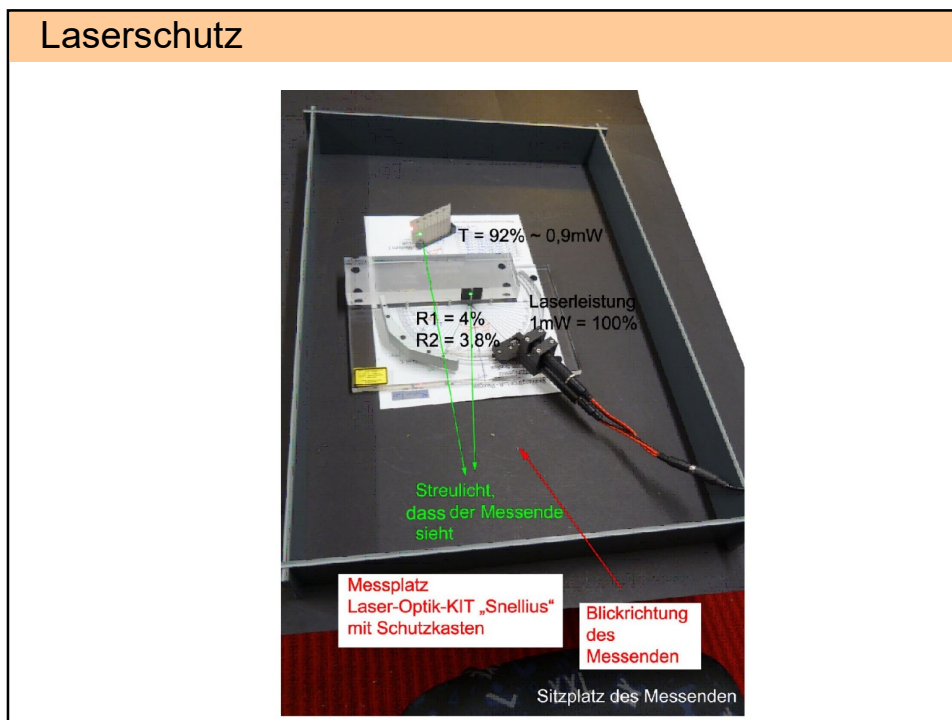 Laserschutz
T = 92% ~ 0,9mW
Laserleistung
1mW = 100%
R1 = 4%
R2 = 3,8%
Streulicht,
dass der Messende
sieht
Messplatz
Laser-Optik-KIT „Snellius“
mit Schutzkasten
Blickrichtung
des
Messenden
Sitzplatz des Messenden